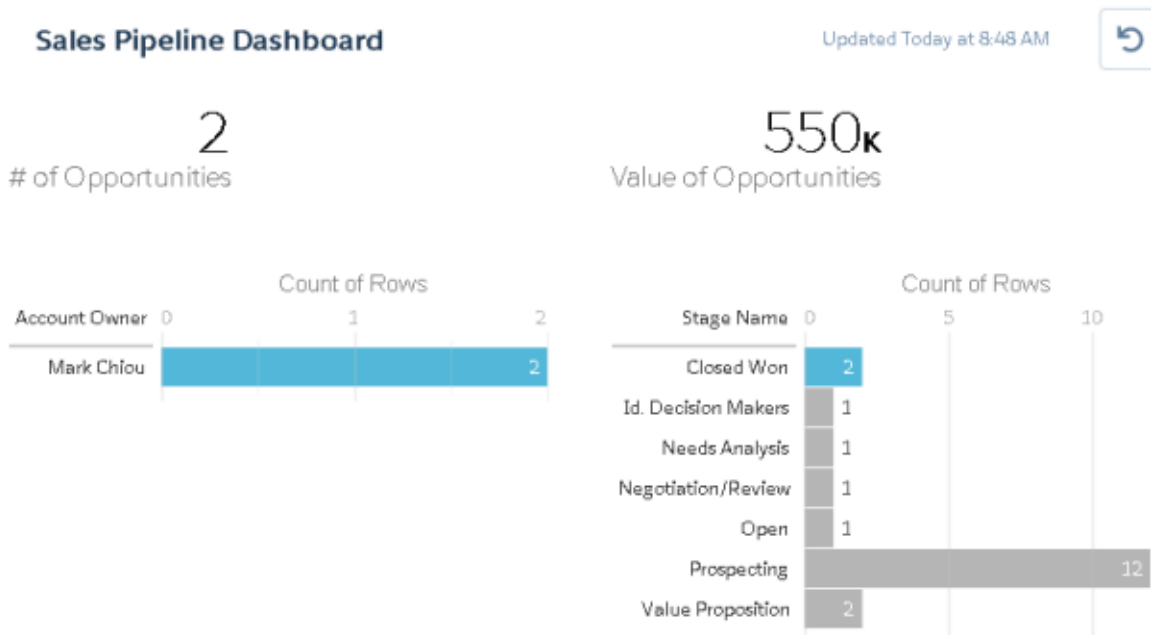 Sales Pipeline Dashboard
Updated Today at 8:48 AM
2
# of Opportunities
550K
Value of Opportunities
Count of Rows
Account Owner 0 1 2
Mark Chiou 2
Count of Rows
Stage Name 0 5 10
Closed Won 2
Id. Decision Makers 1
Needs Analysis 1
Negotiation/Review 1
Open 1
Prospecting 12
Value Proposition 2